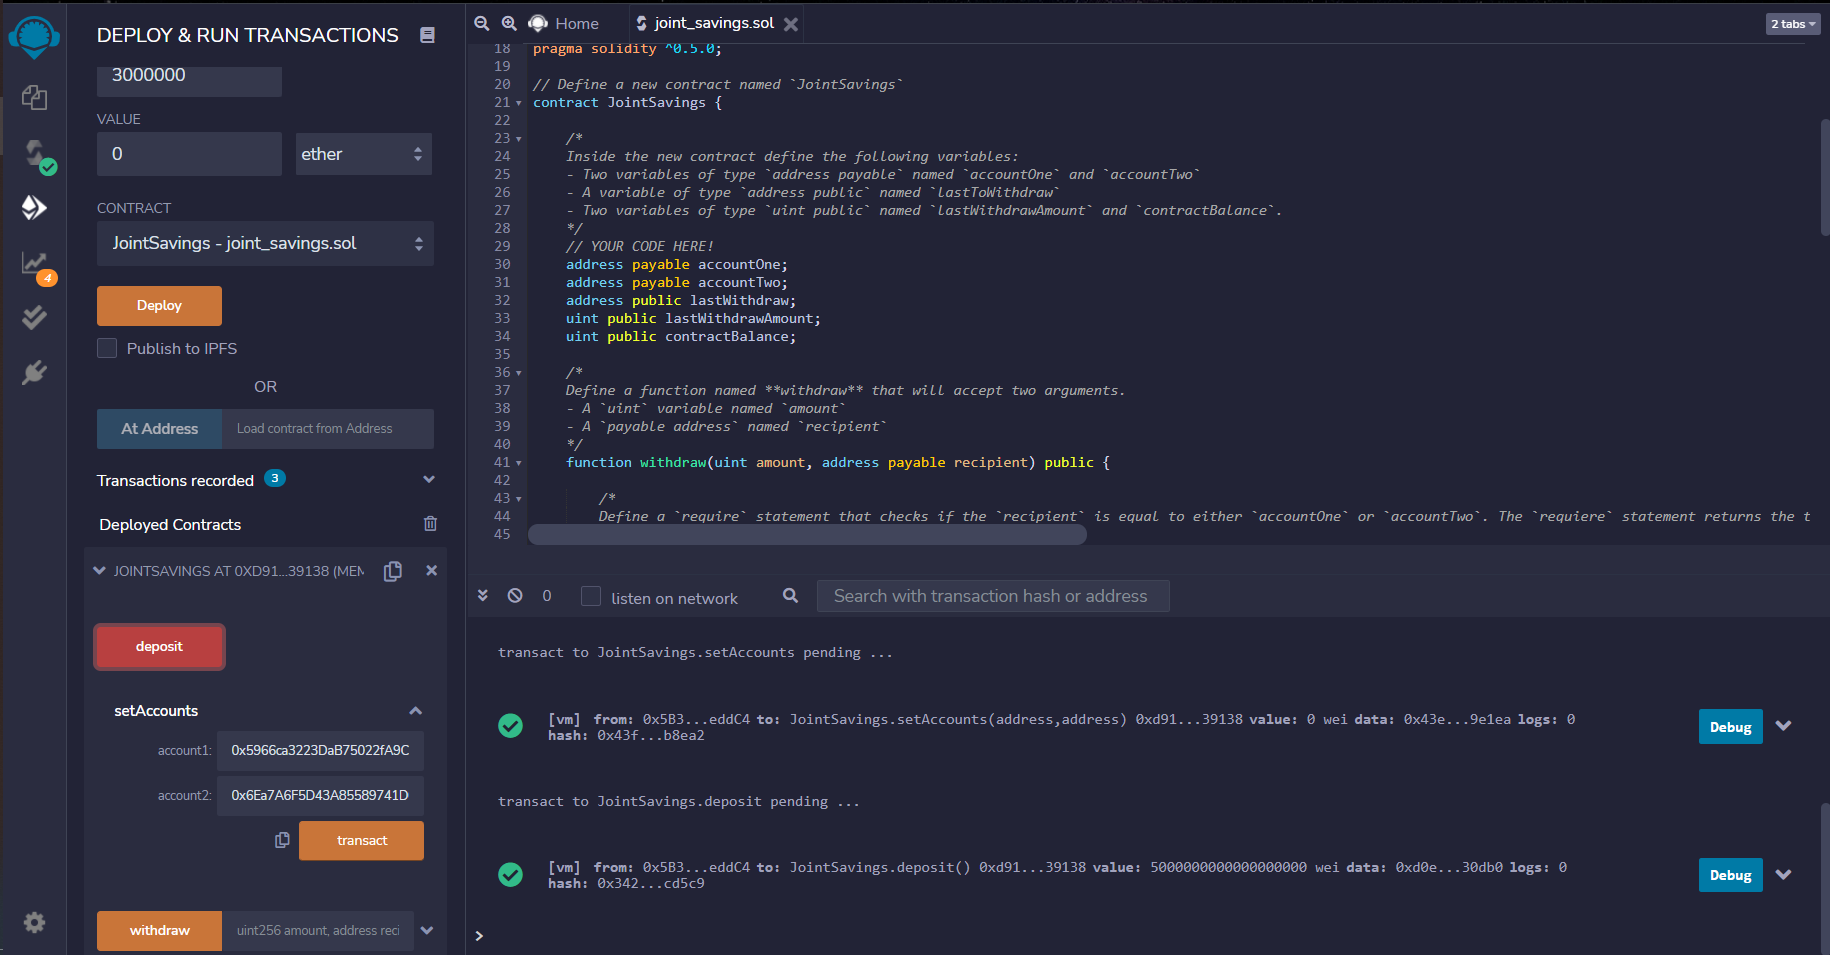 DEPLOY & RUN TRANSACTIONS
3000000
VALUE
0
ether
CONTRACT
JointSavings - joint_savings.sol
4
Deploy
Publish to IPFS
OR
At Address
Load contract from Address
Transactions recorded 3
Deployed Contracts
JOINTSAVINGS AT 0XD91...39138 (MEM
deposit
setAccounts
account1: 0x5966ca3223DaB75022fA9C
account2: 0x6Ea7A6F5D43A85589741D
transact
withdraw
uint256 amount, address reci
Home
joint_savings.sol
2 tabs
18 pragma solidity ^0.5.0;
19
20 // Define a new contract named `JointSavings`
21 contract JointSavings {
22
23 /*
24 Inside the new contract define the following variables:
25 - Two variables of type `address payable` named `accountOne` and `accountTwo`
26 - A variable of type `address public` named `lastToWithdraw`
27 - Two variables of type `uint public` named `lastWithdrawAmount` and `contractBalance`.
28 */
29 // YOUR CODE HERE!
30 address payable accountOne;
31 address payable accountTwo;
32 address public lastWithdraw;
33 uint public lastWithdrawAmount;
34 uint public contractBalance;
35
36 /*
37 Define a function named **withdraw** that will accept two arguments.
38 - A `uint` variable named `amount`
39 - A `payable address` named `recipient`
40 */
41 function withdraw(uint amount, address payable recipient) public {
42
43 /*
44 Define a `require` statement that checks if the `recipient` is equal to either `accountOne` or `accountTwo`. The `requiere` statement returns the t
45
0
listen on network
Search with transaction hash or address
transact to JointSavings.setAccounts pending ...
[vm] from: 0x5B3...eddC4 to: JointSavings.setAccounts(address,address) 0xd91...39138 value: 0 wei data: 0x43e...9e1ea logs: 0
hash: 0x43f...b8ea2
Debug
transact to JointSavings.deposit pending ...
[vm] from: 0x5B3...eddC4 to: JointSavings.deposit() 0xd91...39138 value: 5000000000000000000 wei data: 0xd0e...30db0 logs: 0
hash: 0x342...cd5c9
Debug
>